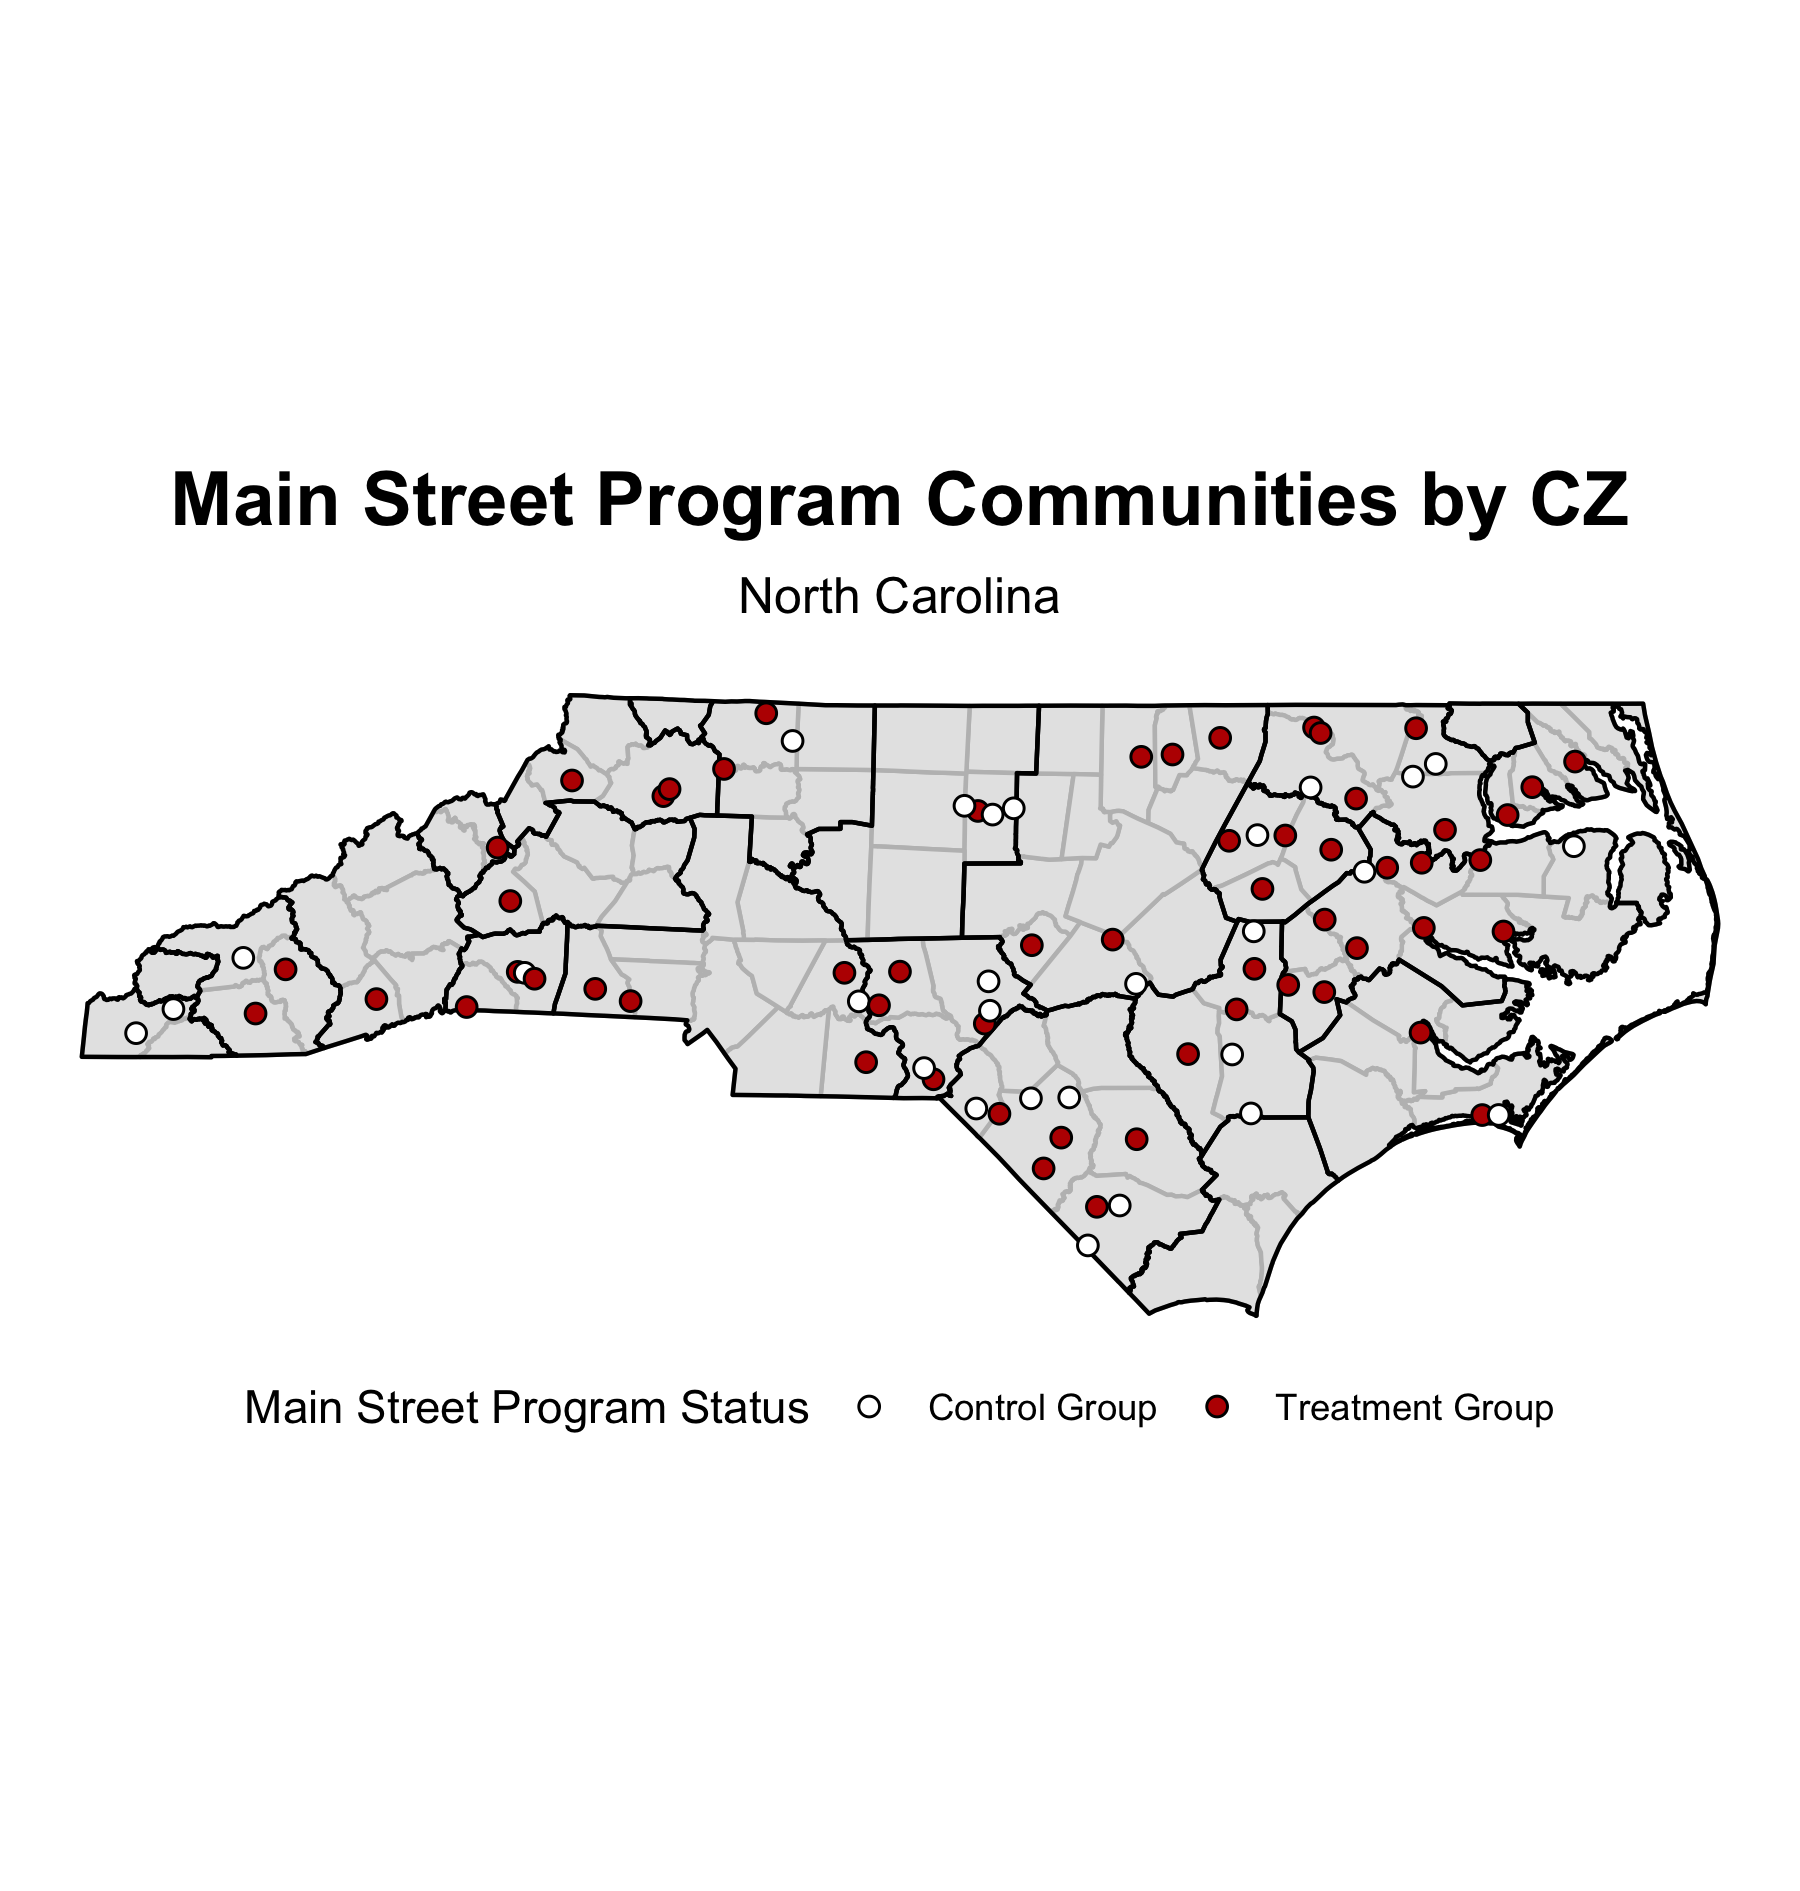 Main Street Program Communities by CZ
North Carolina
Main Street Program Status Control Group Treatment Group